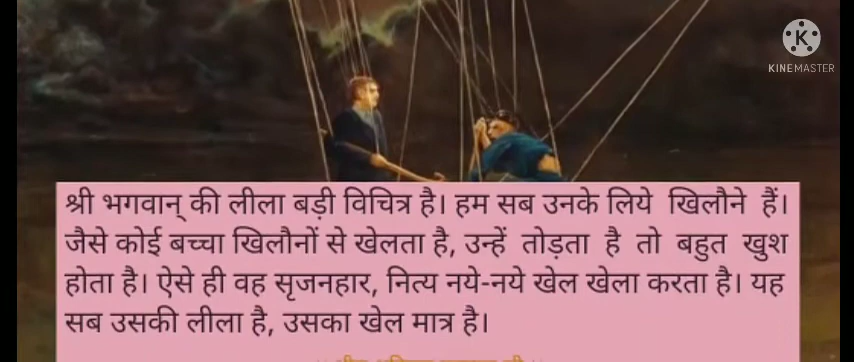 KINEMASTER
श्री भगवान् की लीला बड़ी विचित्र है। हम सब उनके लिये खिलौने हैं।
जैसे कोई बच्चा खिलौनों से खेलता है, उन्हें तोड़ता है तो बहुत खुश
होता है। ऐसे ही वह सृजनहार, नित्य नये-नये खेल खेला करता है। यह
सब उसकी लीला है, उसका खेल मात्र है।